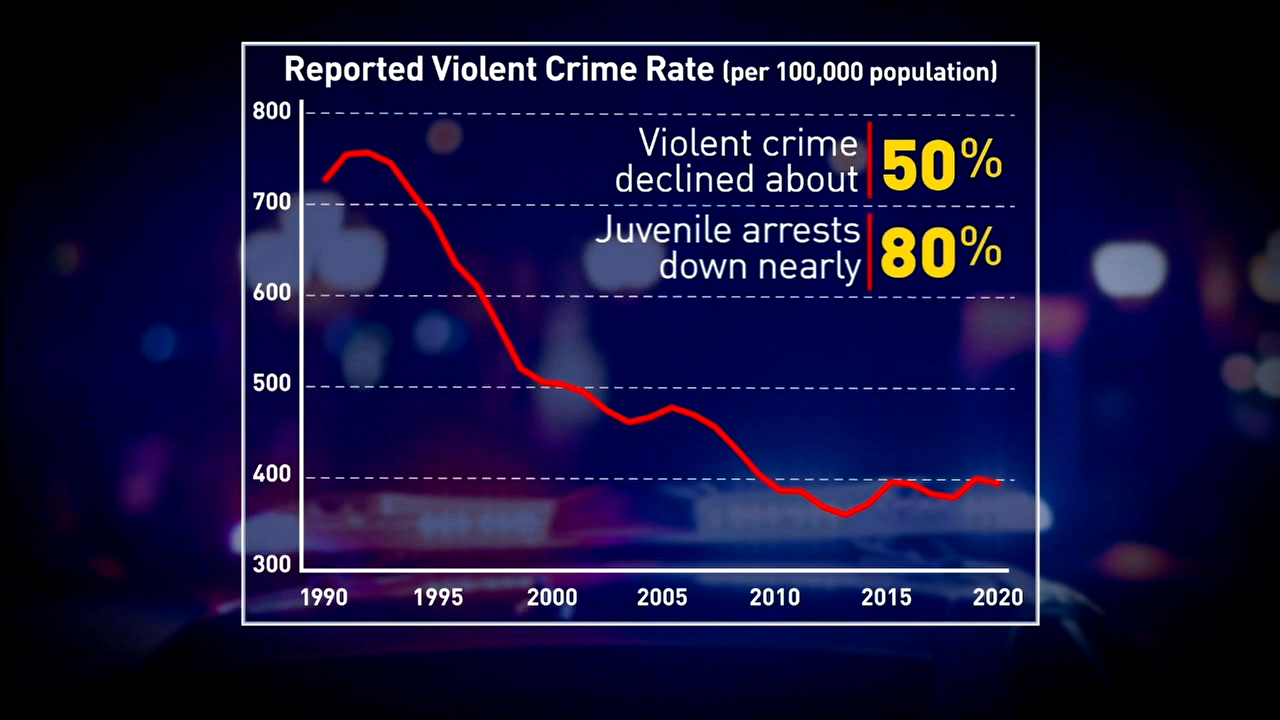 Reported Violent Crime Rate (per 100,000 population)
800
Violent crime
declined about
50%
700
Juvenile arrests
down nearly
80%
600
500
400
300
1990 1995 2000 2005 2010 2015 2020